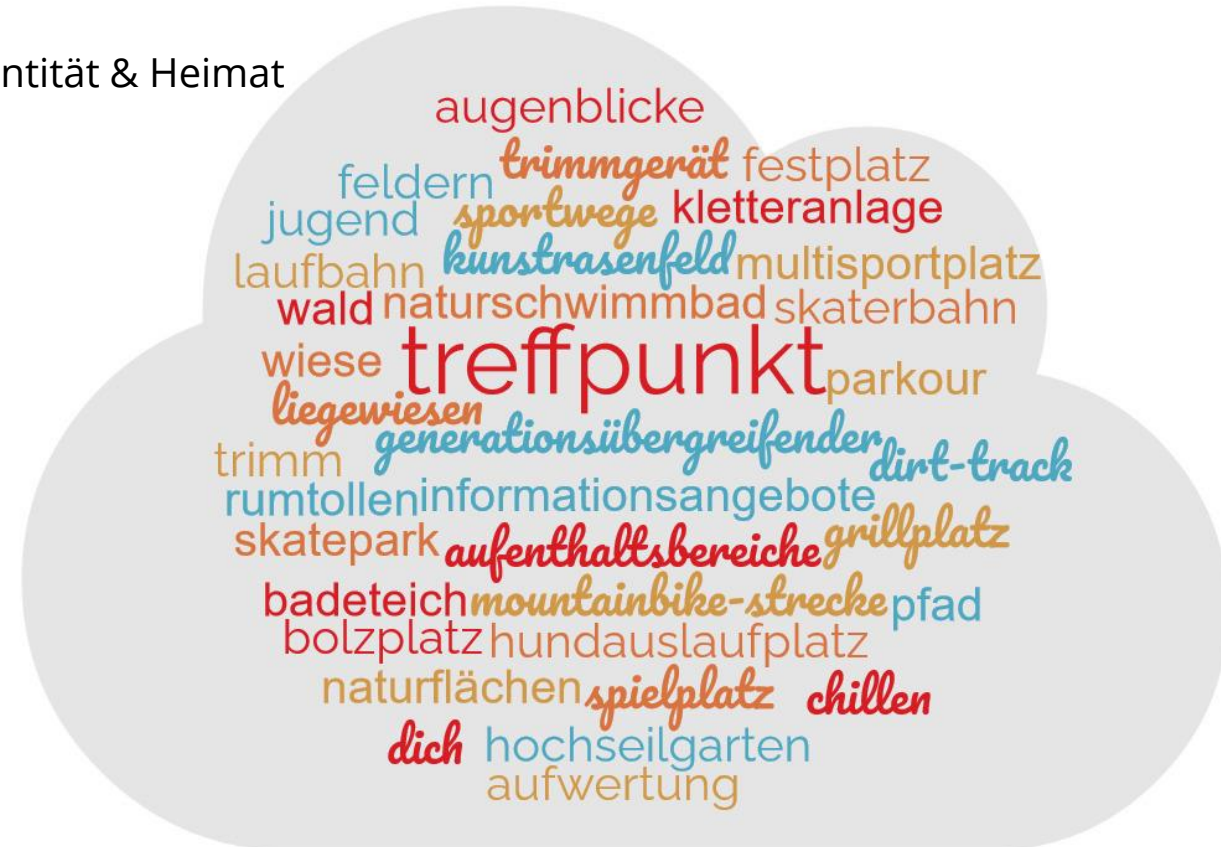 ntität & Heimat
augenblicke
trimmgerät festplatz
feldern
jugend sportwege kletteranlage
laufbahn kunstrasenfeld multisportplatz
wald naturschwimmbad skaterbahn
wiese treffpunkt parkour
liegewiesen
generationsübergreifender
trimm dirt-track
rumtollen informationsangebote
skatepark aufenthaltsbereiche grillplatz
badeteich mountainbike-strecke pfad
bolzplatz hundauslaufplatz
naturflächen spielplatz chillen
dich hochseilgarten
aufwertung